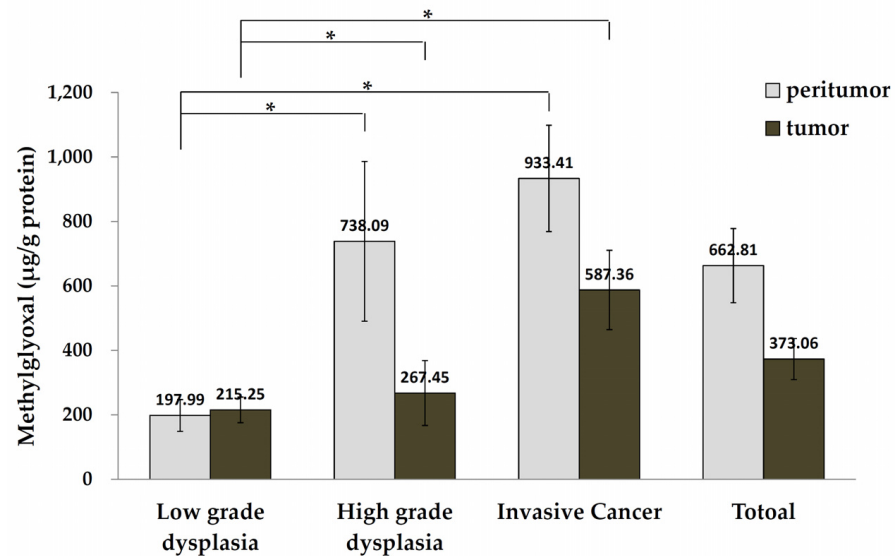 *
*
*
*
1,200
1,000
800
600
400
200
0
Methylglyoxal (µg/g protein)
peritumor
tumor
197.99
215.25
738.09
267.45
933.41
587.36
662.81
373.06
Low grade
dysplasia
High grade
dysplasia
Invasive Cancer
Totoal